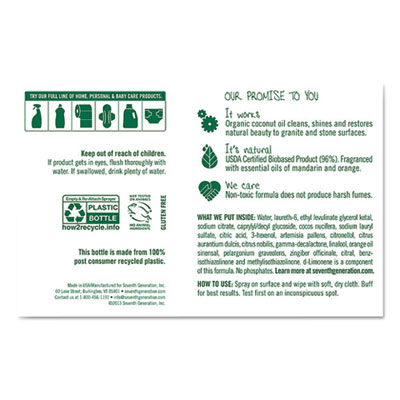 TRY OUR FULL LINE OF HOME, PERSONAL & BABY CARE PRODUCTS.
Keep out of reach of children.
If product gets in eyes, flush thoroughly with
water. If swallowed, drink plenty of water.
Empty & Re-Attach Sprayer
PLASTIC
BOTTLE
how2recycle.info
NOT TESTED
ON ANIMALS
NO ANIMAL
INGREDIENTS
GLUTEN FREE
This bottle is made from
post consumer recycled plastic.
Made in USA/Manufactured for Seventh Generation, Inc.
60 Lake Street, Burlington, VT 05401 • seventhgeneration.com
Contact us at 1-800-456-1191 • info@seventhgeneration.com
©2013 Seventh Generation, Inc.
OUR PROMISE TO YOU
It works
Organic coconut oil cleans, shines and restores
natural beauty to granite and stone surfaces.
It's natural
USDA Certified Biobased Product (96%). Fragranced
with essential oils of mandarin and orange.
We care
Non-toxic formula does not produce harsh fumes.
WHAT WE PUT INSIDE: Water, laureth-6, ethyl levulinate glycerol ketal,
sodium citrate, caprylyl/decyl glucoside, cocos nucifera, sodium lauryl
sulfate, citric acid, 3-hexenol, artemisia pallens, citronellol, citrus
aurantium dulcis, citrus nobilis, gamma-decalactone, linalool, orange oil
sinensal, pelargonium graveolens, zingiber officinale, citral, benz-
isothiazolinone and methylisothiazolinone. d-Limonene is a component
of this formula. No phosphates. Learn more at seventhgeneration.com.
HOW TO USE: Spray on surface and wipe with soft, dry cloth. Buff
for best results. Test first on an inconspicuous spot.